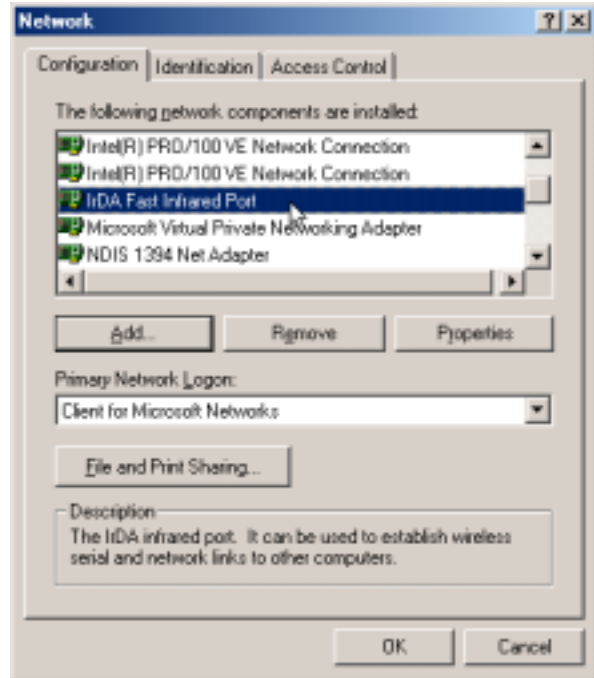 Network
Configuration Identification Access Control
The following network components are installed:
Intel(R) PRO/100 VE Network Connection
Intel(R) PRO/100 VE Network Connection
IrDA Fast Infrared Port
Microsoft Virtual Private Networking Adapter
NDIS 1394 Net Adapter
Add... Remove Properties
Primary Network Logon:
Client for Microsoft Networks
File and Print Sharing...
Description
The IrDA infrared port. It can be used to establish wireless
serial and network links to other computers.
OK Cancel